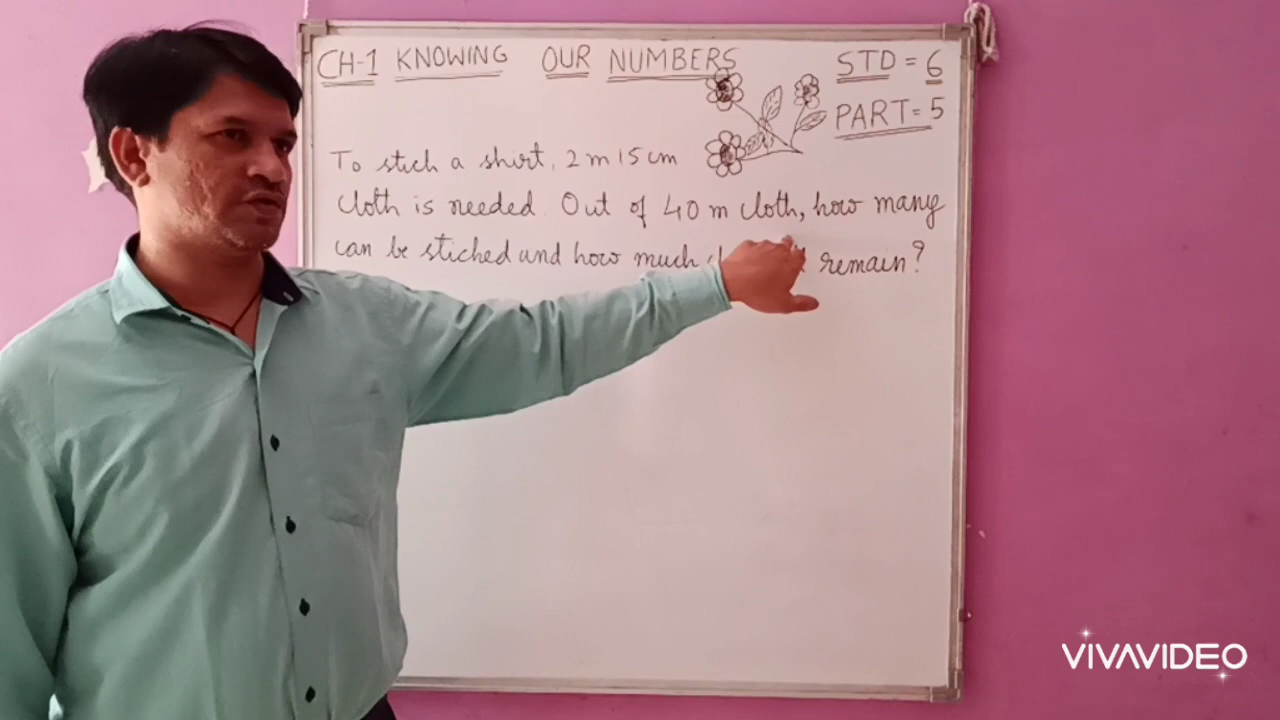 CH-1 KNOWING OUR NUMBERS
STD = 6
PART = 5
To stich a shirt, 2 m 15 cm
cloth is needed. Out of 40 m cloth, how many
can be stiched and how much remain?
VIVAVIDEO